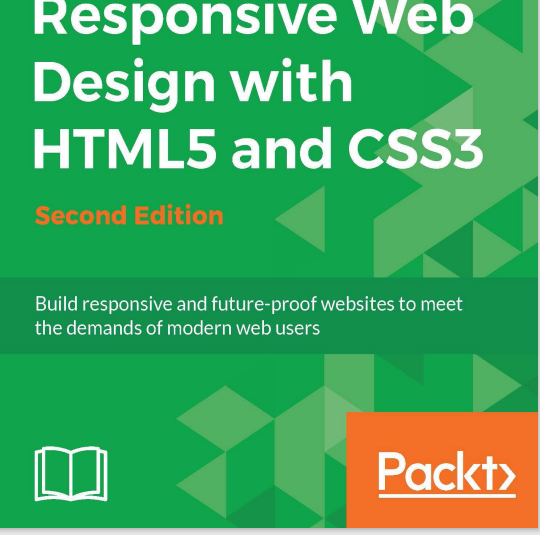 Responsive Web
Design with
HTML5 and CSS3
Second Edition
Build responsive and future-proof websites to meet
the demands of modern web users
Packt>